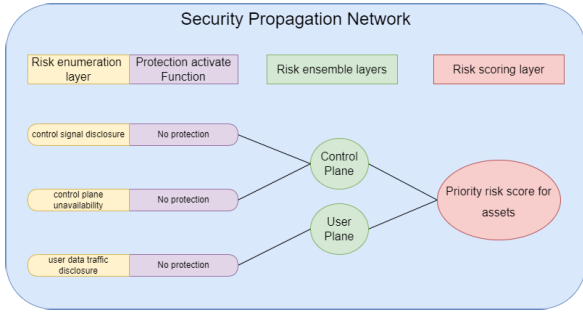 Security Propagation Network
Risk enumeration
layer
Protection activate
Function
Risk ensemble layers
Risk scoring layer
control signal disclosure
No protection
control plane
unavailability
No protection
user data traffic
disclosure
No protection
Control
Plane
User
Plane
Priority risk score for
assets